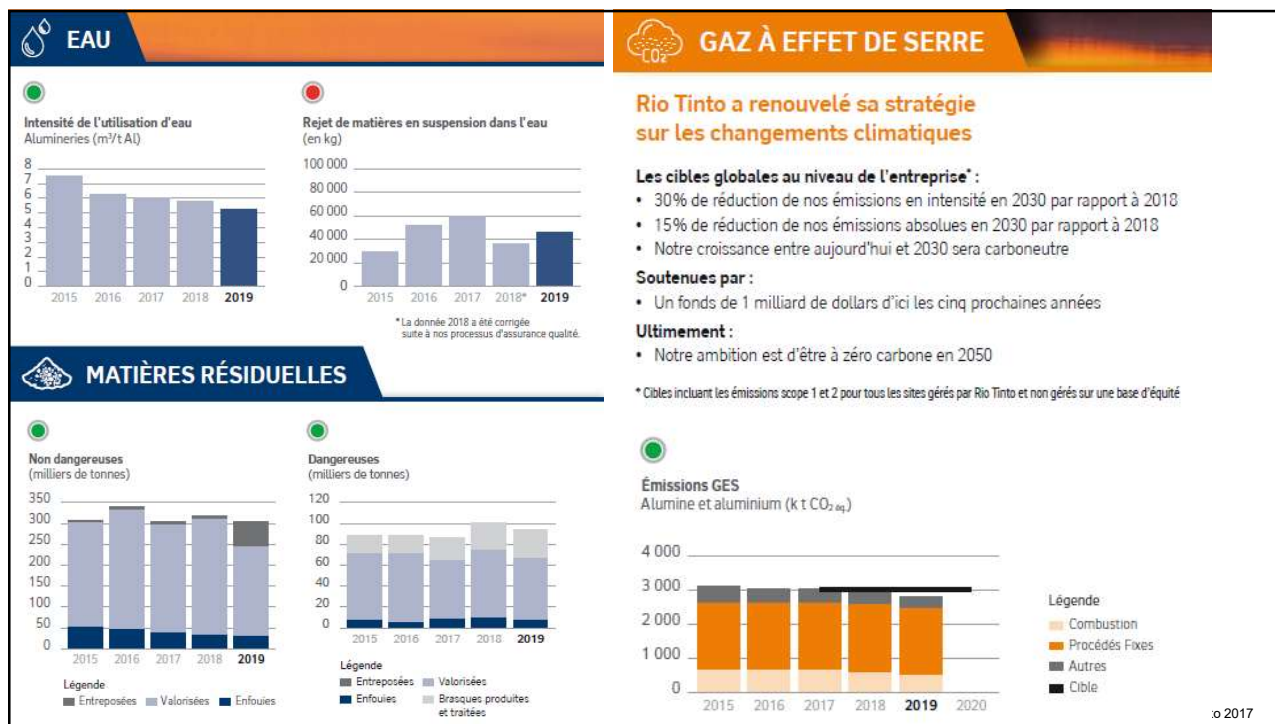 EAU
Intensité de l'utilisation d'eau
Alumineries (m³/t Al)
8
7
6
5
4
3
2
1
0
2015 2016 2017 2018 2019
Rejet de matières en suspension dans l'eau
(en kg)
100 000
80 000
60 000
40 000
20 000
0
2015 2016 2017 2018* 2019
* La donnée 2018 a été corrigée
suite à nos processus d'assurance qualité.
MATIÈRES RÉSIDUELLES
Non dangereuses
(milliers de tonnes)
350
300
250
200
150
100
50
0
2015 2016 2017 2018 2019
Légende
Entreposées Valorisées Enfouies
Dangereuses
(milliers de tonnes)
120
100
80
60
40
20
0
2015 2016 2017 2018 2019
Légende
Entreposées Valorisées
Enfouies Brasques produites
et traitées
CO₂
GAZ À EFFET DE SERRE
Rio Tinto a renouvelé sa stratégie
sur les changements climatiques
Les cibles globales au niveau de l'entreprise* :
• 30% de réduction de nos émissions en intensité en 2030 par rapport à 2018
• 15% de réduction de nos émissions absolues en 2030 par rapport à 2018
• Notre croissance entre aujourd'hui et 2030 sera carboneutre
Soutenues par :
• Un fonds de 1 milliard de dollars d'ici les cinq prochaines années
Ultimement :
• Notre ambition est d'être à zéro carbone en 2050
* Cibles incluant les émissions scope 1 et 2 pour tous les sites gérés par Rio Tinto et non gérés sur une base d'équité
Émissions GES
Alumine et aluminium (k t CO₂ éq.)
4 000
3 000
2 000
1 000
0
2015 2016 2017 2018 2019 2020
Légende
Combustion
Procédés Fixes
Autres
Cible
o 2017